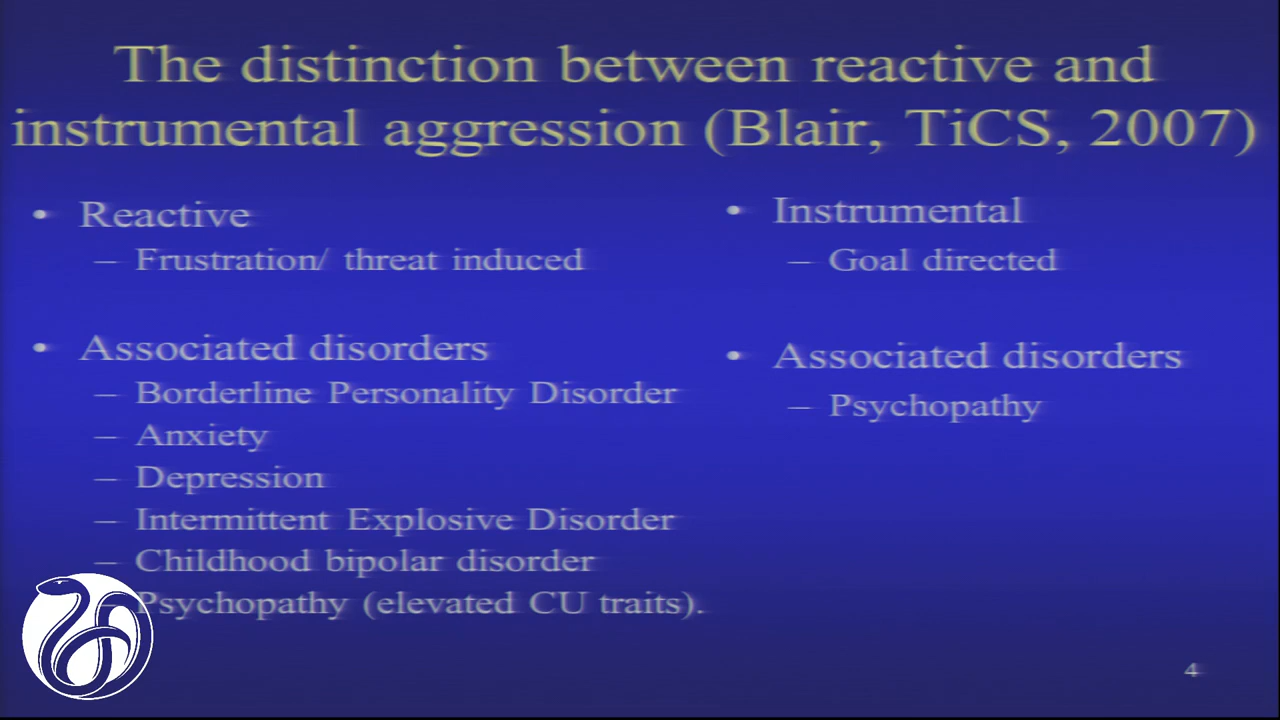 The distinction between reactive and
instrumental aggression (Blair, TiCS, 2007)
• Reactive
– Frustration/ threat induced
• Associated disorders
– Borderline Personality Disorder
– Anxiety
– Depression
– Intermittent Explosive Disorder
– Childhood bipolar disorder
– Psychopathy (elevated CU traits).
• Instrumental
– Goal directed
• Associated disorders
– Psychopathy
4